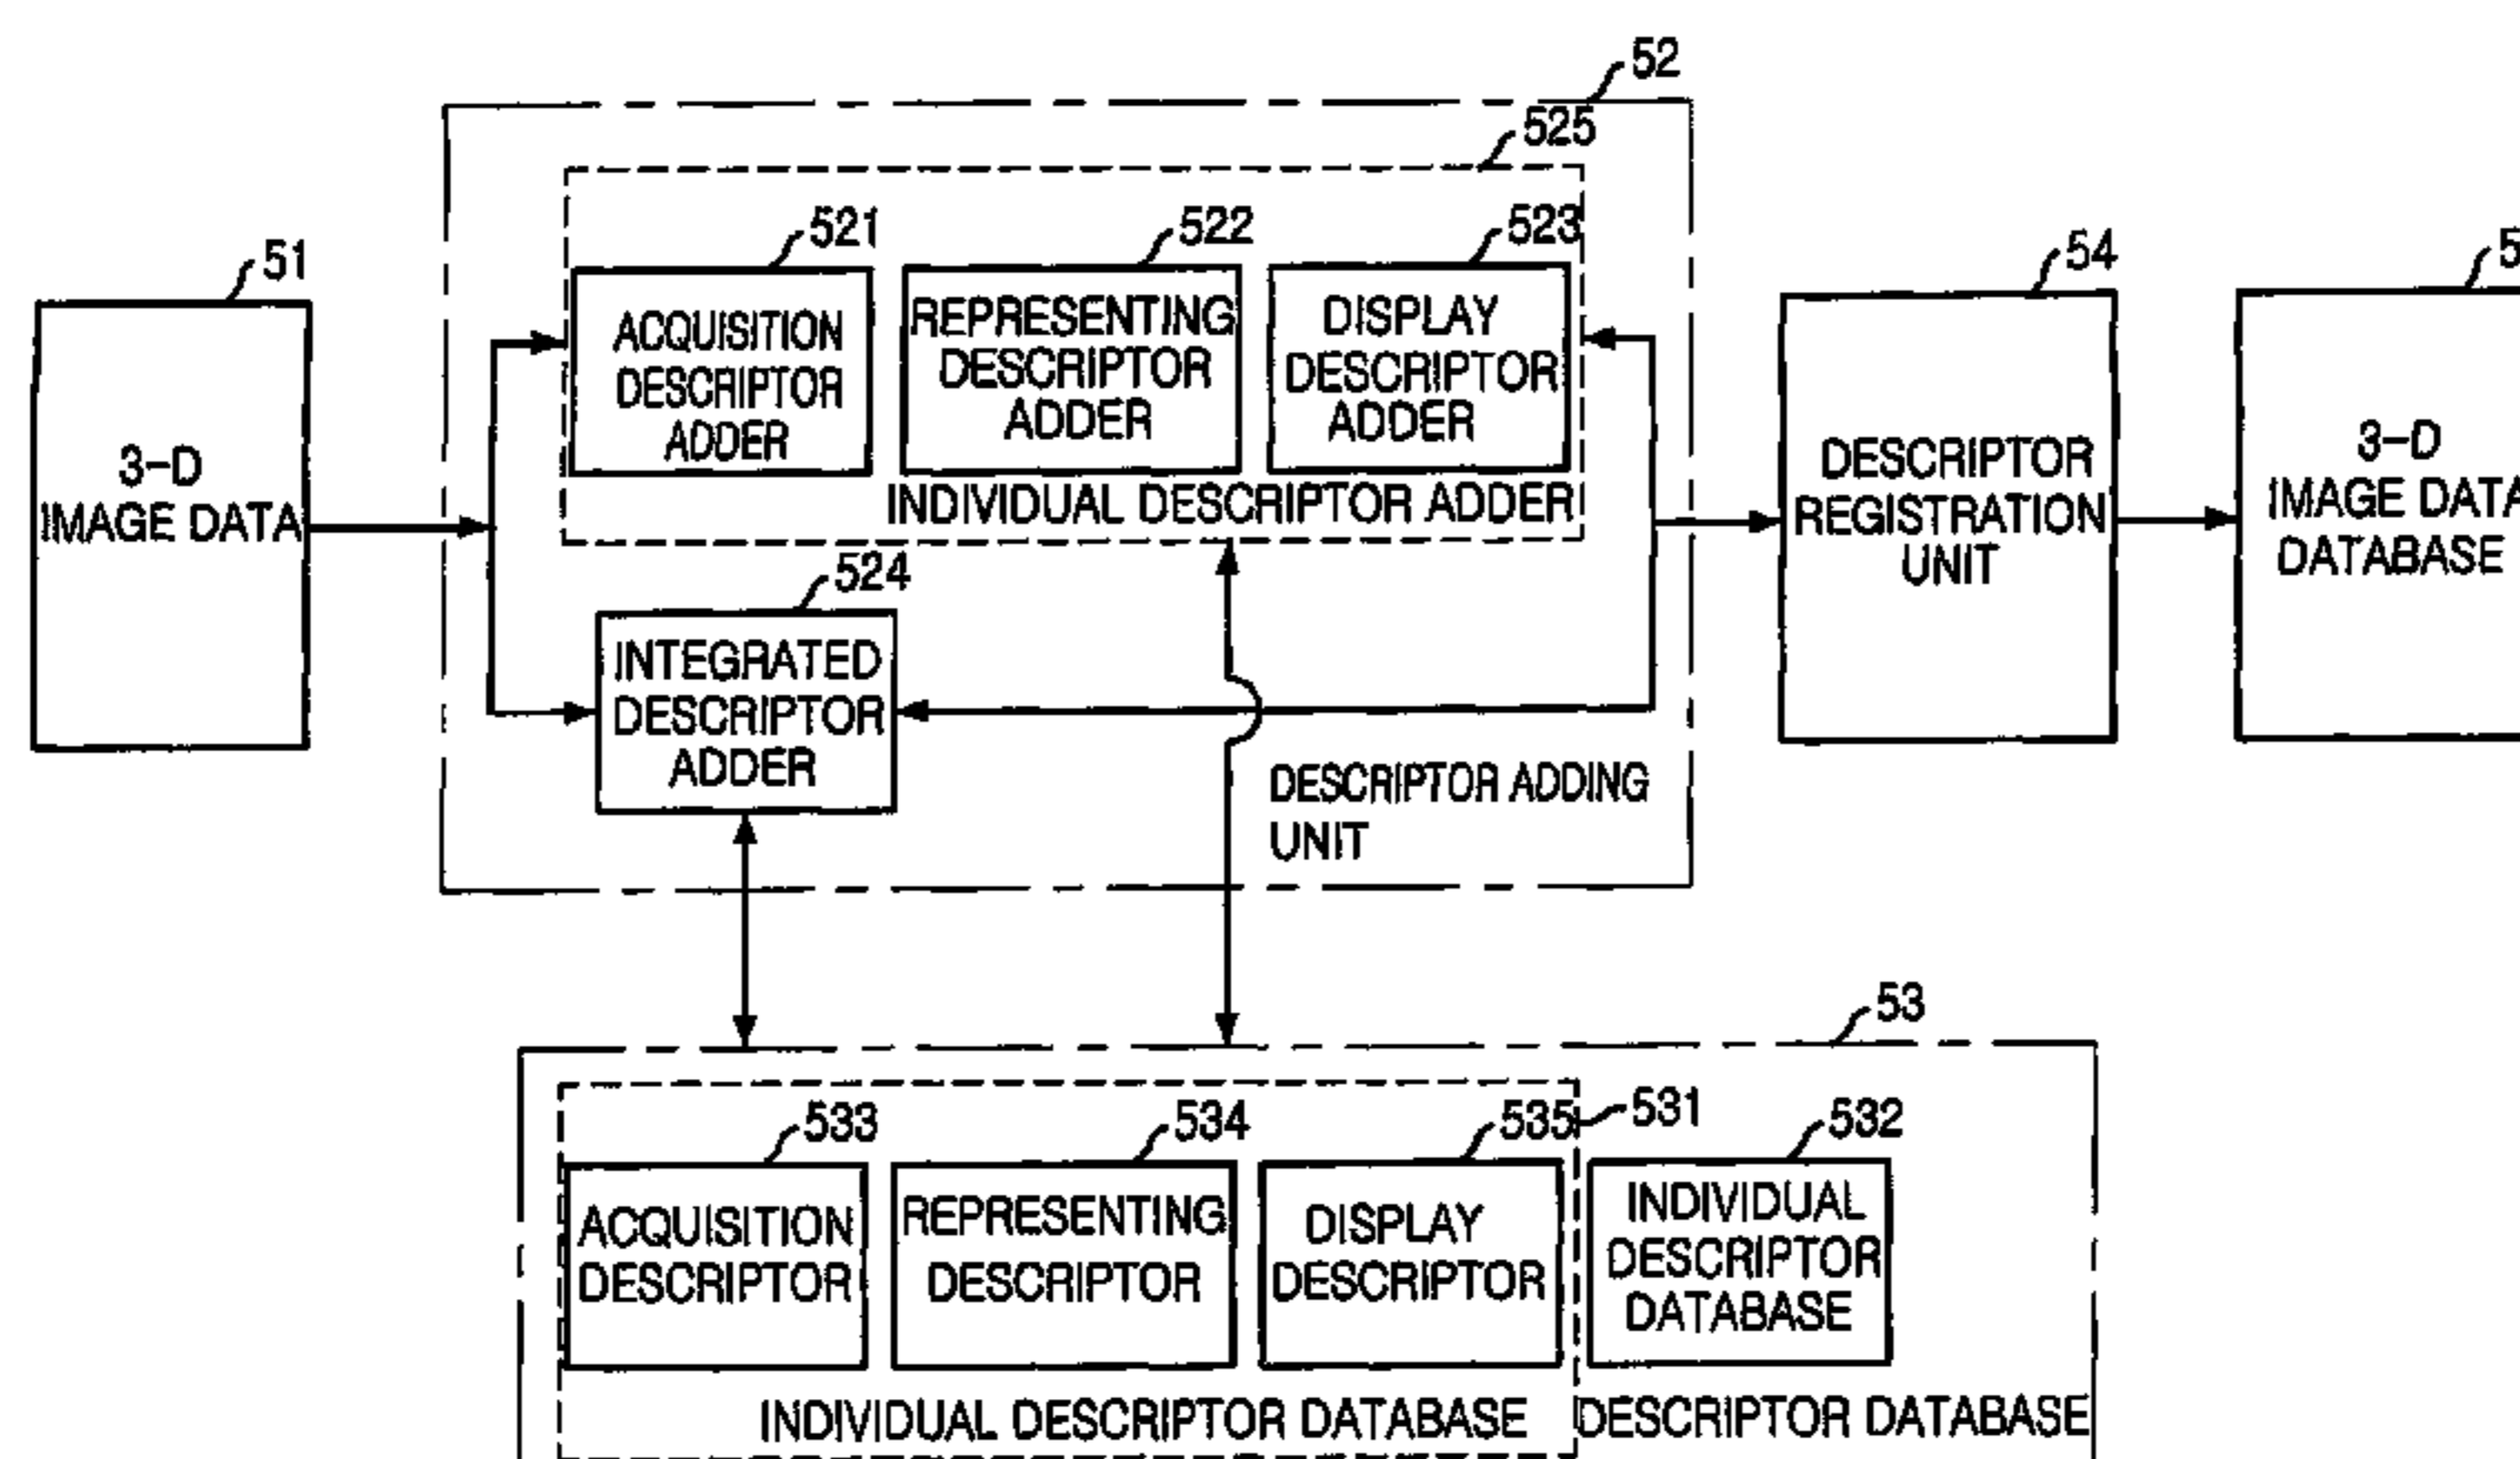 52
525
521
522
523
51
54
5
ACQUISITION
DESCRIPTOR
ADDER
REPRESENTING
DESCRIPTOR
ADDER
DISPLAY
DESCRIPTOR
ADDER
INDIVIDUAL DESCRIPTOR ADDER
3-D
IMAGE DATA
DESCRIPTOR
REGISTRATION
UNIT
3-D
IMAGE DATA
DATABASE
524
INTEGRATED
DESCRIPTOR
ADDER
DESCRIPTOR ADDING
UNIT
53
533
534
535
531
532
ACQUISITION
DESCRIPTOR
REPRESENTING
DESCRIPTOR
DISPLAY
DESCRIPTOR
INDIVIDUAL
DESCRIPTOR
DATABASE
INDIVIDUAL DESCRIPTOR DATABASE
DESCRIPTOR DATABASE